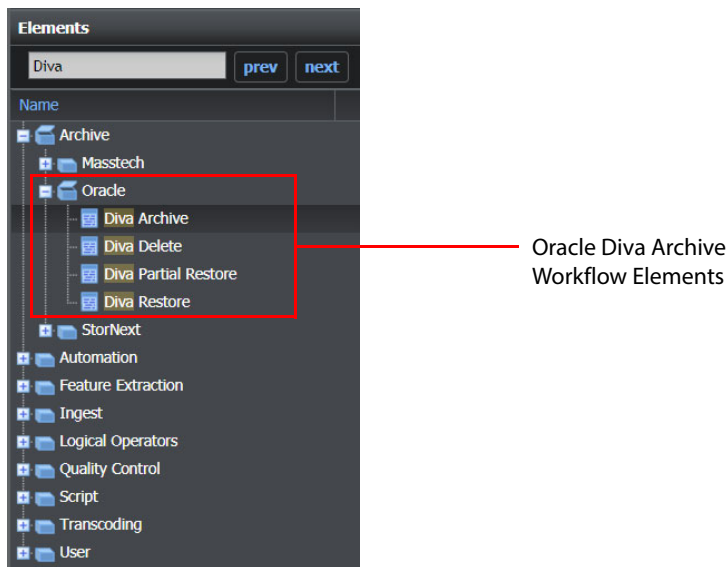 Elements
Diva
prev
next
Name
Archive
Masstech
Oracle
Diva Archive
Diva Delete
Diva Partial Restore
Diva Restore
Oracle Diva Archive
Workflow Elements
StorNext
Automation
Feature Extraction
Ingest
Logical Operators
Quality Control
Script
Transcoding
User